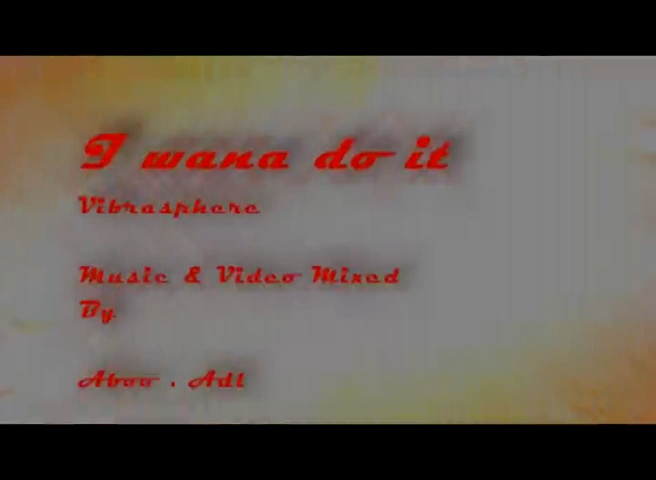 I wana do it
Vibrasphere
Music & Video Mixed
By
Aboo . Adl